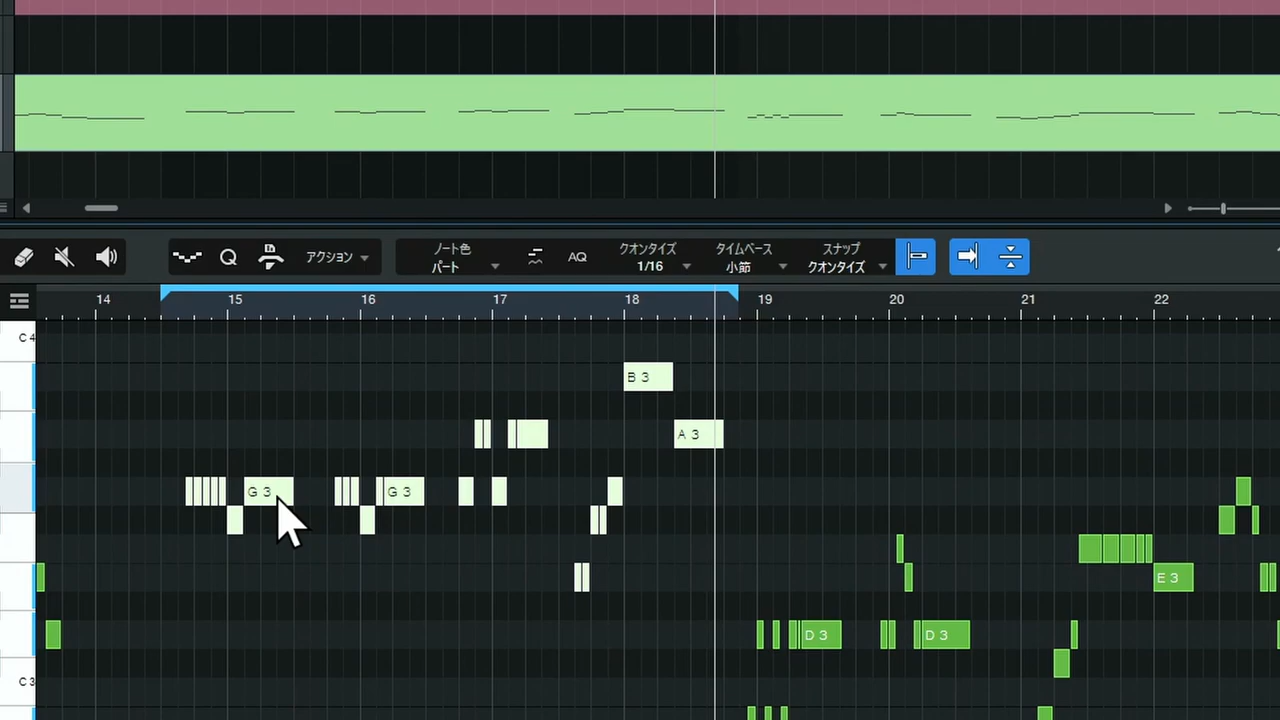 Q アクション ノート色 AQ クオンタイズ タイムベース スナップ
パート 1/16 小節 クオンタイズ
14 15 16 17 18 19 20 21 22
C 4
B 3
A 3
G 3 G 3
E 3
D 3 D 3
C 3